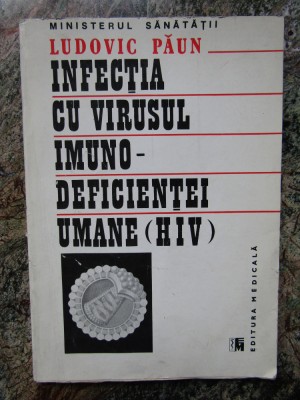 MINISTERUL SĂNĂTĂȚII
LUDOVIC PĂUN
INFECȚIA
CU VIRUSUL
IMUNO-
DEFICIENȚEI
UMANE (HIV)
EDITURA MEDICALĂ